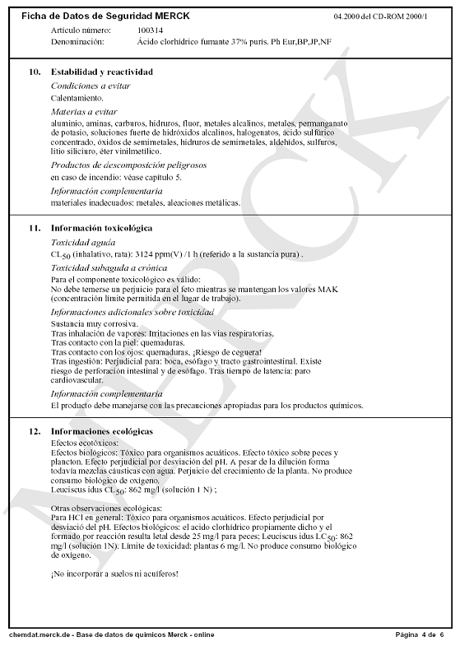 Ficha de Datos de Seguridad MERCK 04.2000 del CD-ROM 2000/1
Artículo número: 100314
Denominación: Ácido clorhídrico fumante 37% puris. Ph Eur,BP,JP,NF
10. Estabilidad y reactividad
Condiciones a evitar
Calentamiento.
Materias a evitar
aluminio, aminas, carburos, hidruros, fluor, metales alcalinos, metales, permanganato
de potasio, soluciones fuerte de hidróxidos alcalinos, halogenatos, ácido sulfúrico
concentrado, óxidos de semimetales, hidruros de semimetales, aldehídos, sulfuros,
litio siliciuro, éter vinilmetílico.
Productos de descomposición peligrosos
en caso de incendio: véase capítulo 5.
Información complementaria
materiales inadecuados: metales, aleaciones metálicas.
11. Información toxicológica
Toxicidad aguda
CL50 (inhalativo, rata): 3124 ppm(V) /1 h (referido a la sustancia pura) .
Toxicidad subaguda a crónica
Para el componente toxicológico es válido:
No debe temerse un perjuicio para el feto mientras se mantengan los valores MAK
(concentración límite permitida en el lugar de trabajo).
Informaciones adicionales sobre toxicidad
Sustancia muy corrosiva.
Tras inhalación de vapores: Irritaciones en las vías respiratorias.
Tras contacto con la piel: quemaduras.
Tras contacto con los ojos: quemaduras. ¡Riesgo de ceguera!
Tras ingestión: Perjudicial para: boca, esófago y tracto gastrointestinal. Existe
riesgo de perforación intestinal y de esófago. Tras tiempo de latencia: paro
cardiovascular.
Información complementaria
El producto debe manejarse con las precauciones apropiadas para los productos químicos.
12. Informaciones ecológicas
Efectos ecotóxicos:
Efectos biológicos: Tóxico para organismos acuáticos. Efecto tóxico sobre peces y
plancton. Efecto perjudicial por desviación del pH. A pesar de la dilución forma
todavía mezclas cáusticas con agua. Perjuicio del crecimiento de la planta. No produce
consumo biológico de oxígeno.
Leuciscus idus CL50: 862 mg/l (solución 1 N) ;
Otras observaciones ecológicas:
Para HCl en general: Tóxico para organismos acuáticos. Efecto perjudicial por
desviació del pH. Efectos biológicos: el acido clorhídrico propiamente dicho y el
formado por reacción resulta letal desde 25 mg/l para peces; Leuciscus idus LC50: 862
mg/l (solución 1N). Límite de toxicidad: plantas 6 mg/l. No produce consumo biológico
de oxígeno.
¡No incorporar a suelos ni acuíferos!
chemdat.merck.de - Base de datos de químicos Merck - online Página 4 de 6
MERCK